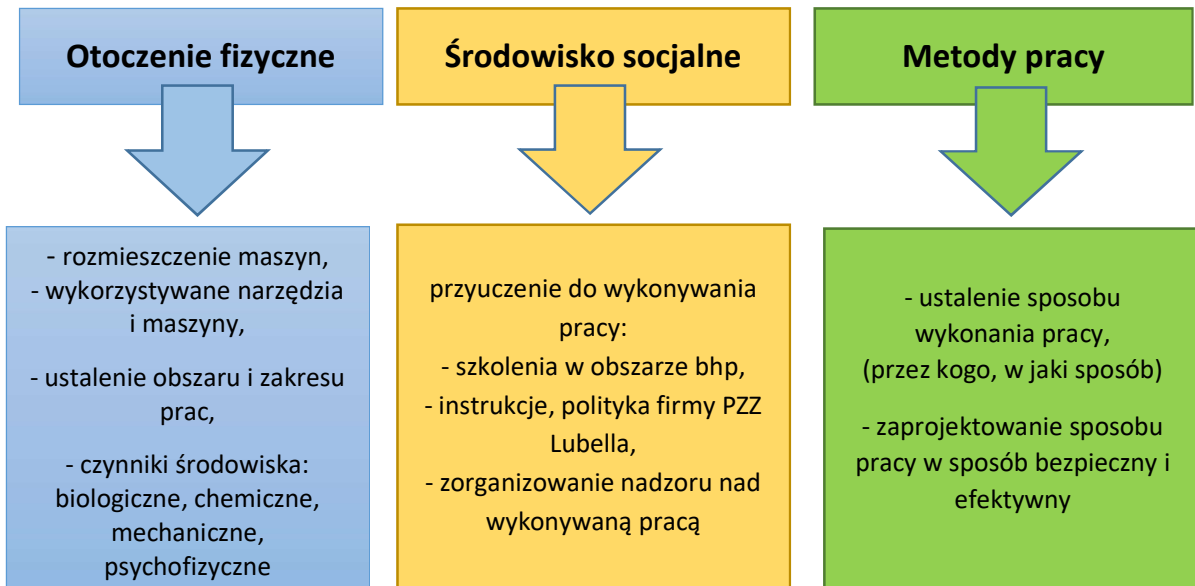 Otoczenie fizyczne
- rozmieszczenie maszyn,
- wykorzystywane narzędzia
i maszyny,
- ustalenie obszaru i zakresu
prac,
- czynniki środowiska:
biologiczne, chemiczne,
mechaniczne,
psychofizyczne
Środowisko socjalne
przyuczenie do wykonywania
pracy:
- szkolenia w obszarze bhp,
- instrukcje, polityka firmy PZZ
Lubella,
- zorganizowanie nadzoru nad
wykonywaną pracą
Metody pracy
- ustalenie sposobu
wykonania pracy,
(przez kogo, w jaki sposób)
- zaprojektowanie sposobu
pracy w sposób bezpieczny i
efektywny